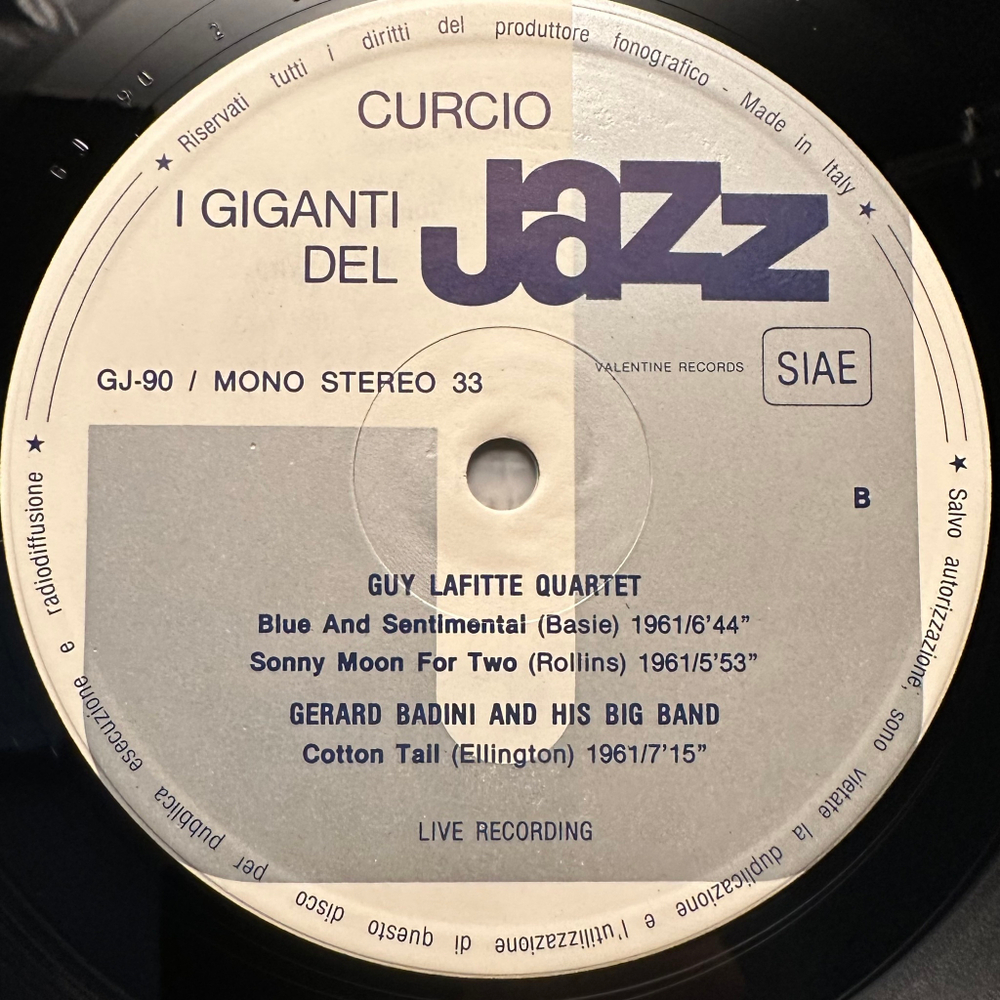 ★ Riservati tutti i diritti del produttore fonografico - Made in Italy ★
CURCIO
I GIGANTI
DEL
Jazz
GJ-90 / MONO STEREO 33
VALENTINE RECORDS
SIAE
B
GUY LAFITTE QUARTET
Blue And Sentimental (Basie) 1961/6'44”
Sonny Moon For Two (Rollins) 1961/5'53”
GERARD BADINI AND HIS BIG BAND
Cotton Tail (Ellington) 1961/7'15”
LIVE RECORDING
★ Salvo autorizzazione, sono vietate la duplicazione e l'utilizzazione di questo disco per pubblica esecuzione e radiodiffusione ★